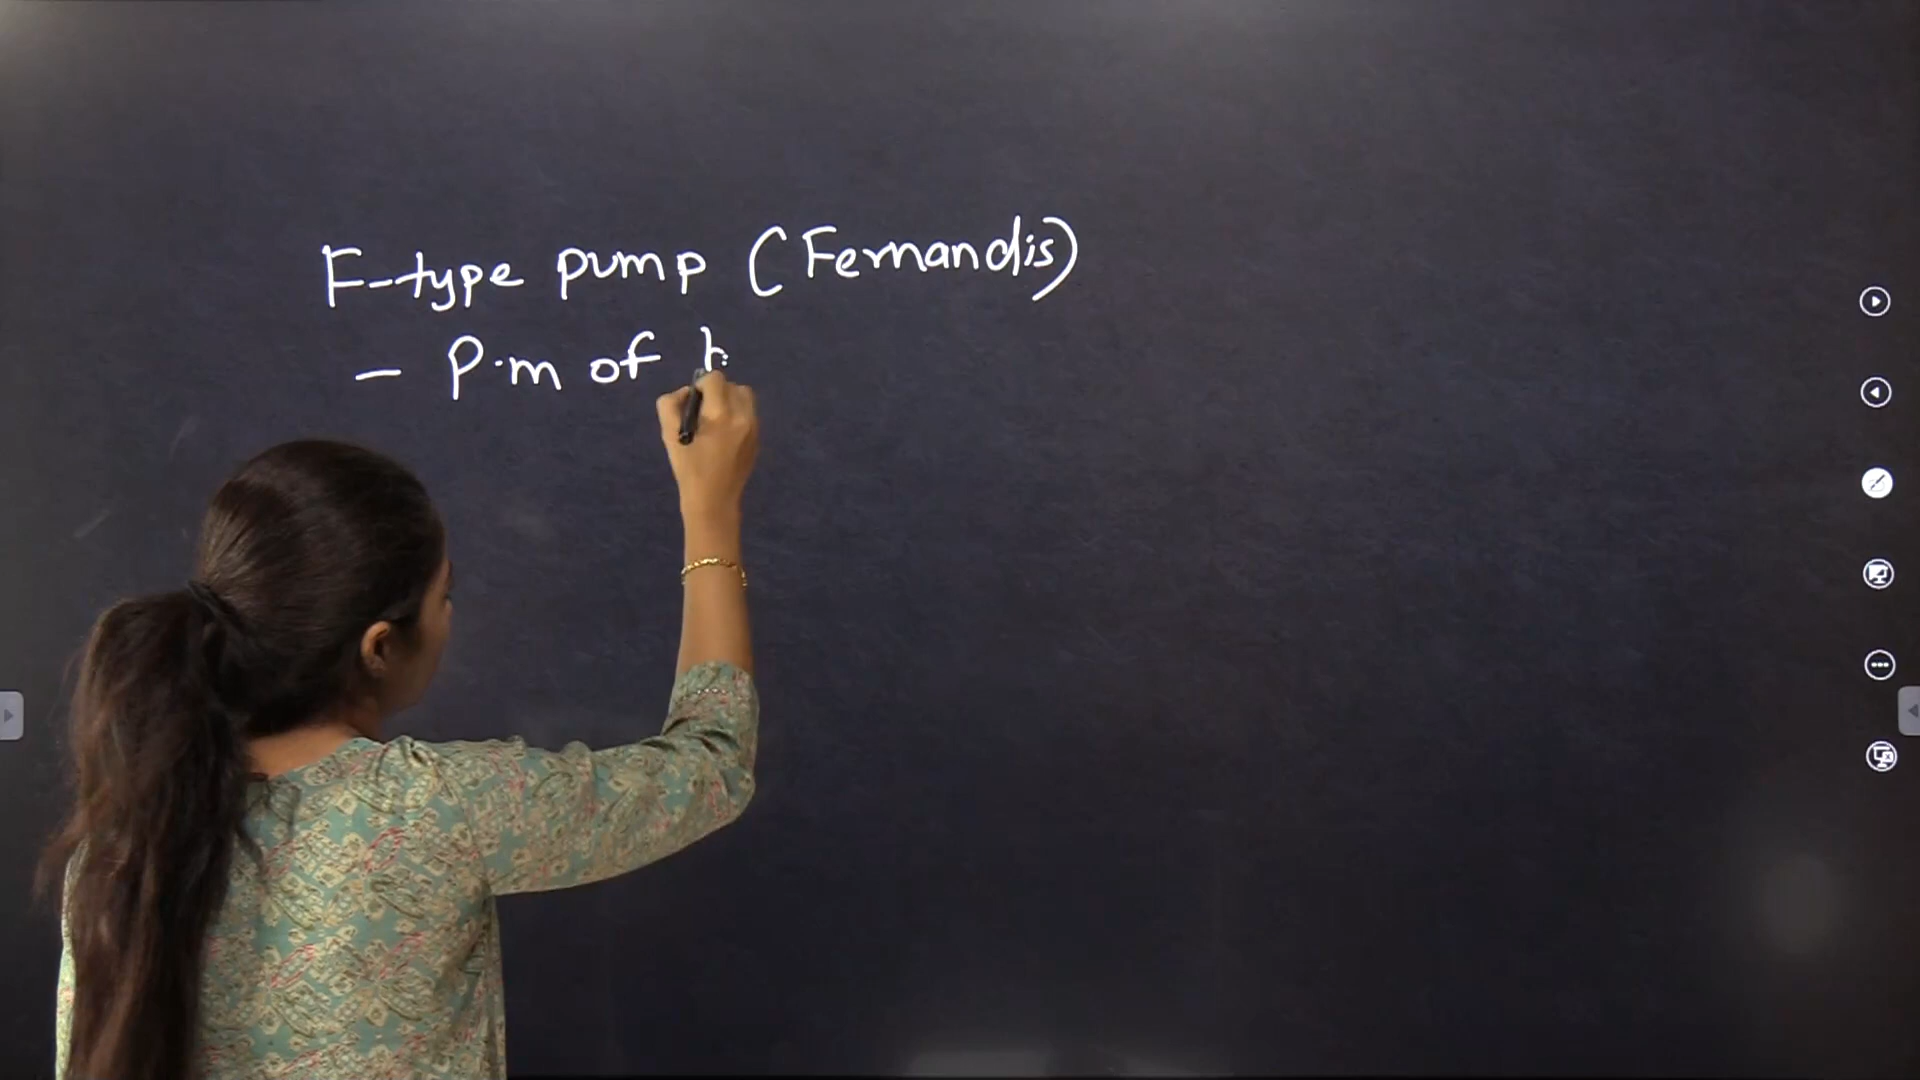 F-type pump (Fernandis)
- P.m of